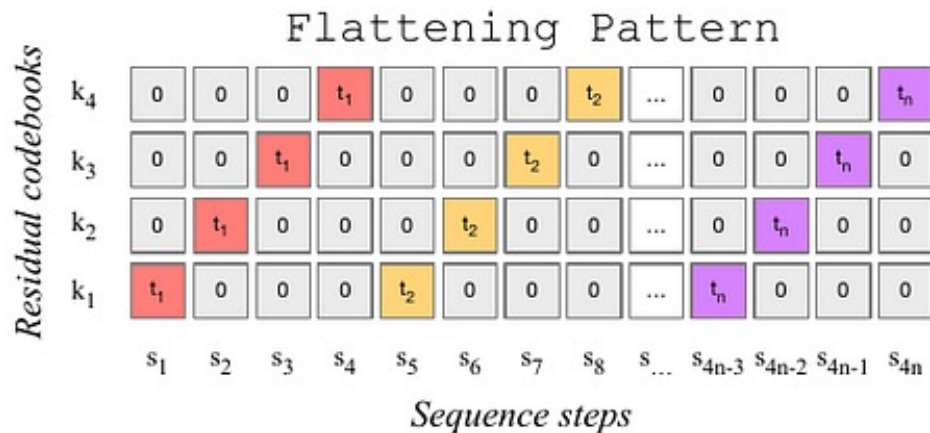 Flattening Pattern
Residual codebooks
k4 0 0 0 t1 0 0 0 t2 ... 0 0 0 tn
k3 0 0 t1 0 0 0 t2 0 ... 0 0 tn 0
k2 0 t1 0 0 0 t2 0 0 ... 0 tn 0 0
k1 t1 0 0 0 t2 0 0 0 ... tn 0 0 0
s1 s2 s3 s4 s5 s6 s7 s8 s... s4n-3 s4n-2 s4n-1 s4n
Sequence steps